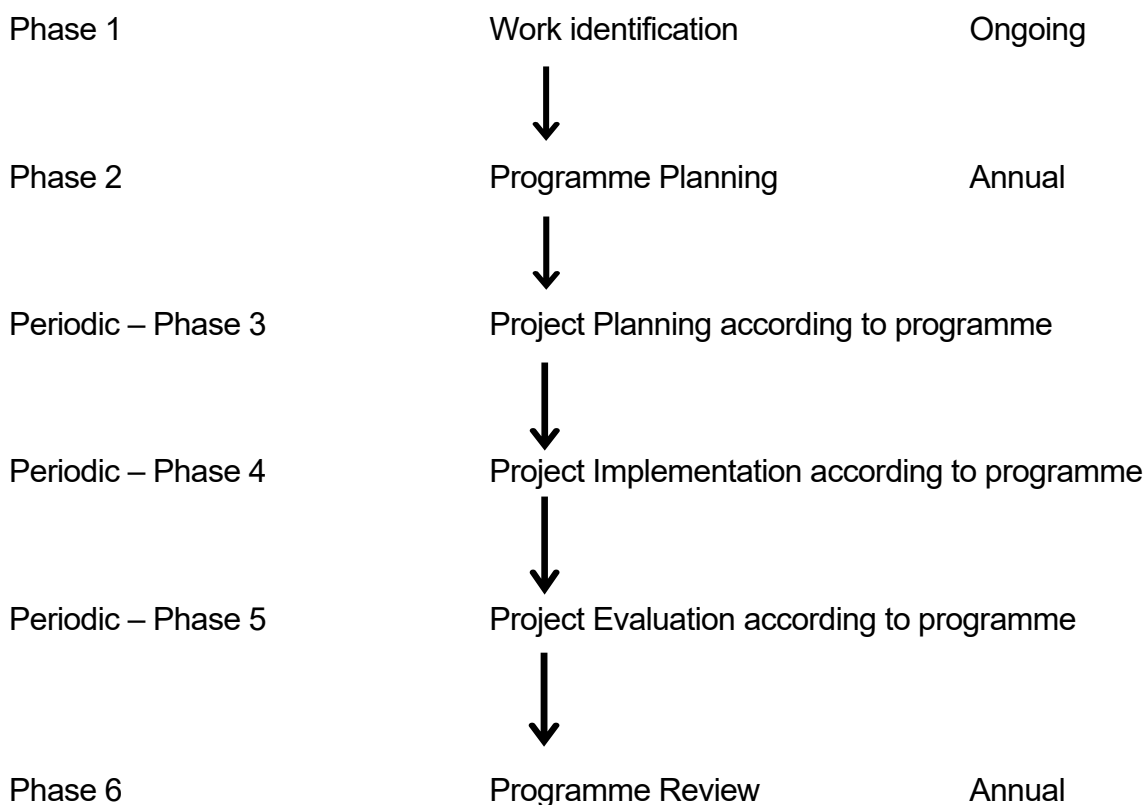 Phase 1 Work identification Ongoing
Phase 2 Programme Planning Annual
Periodic – Phase 3 Project Planning according to programme
Periodic – Phase 4 Project Implementation according to programme
Periodic – Phase 5 Project Evaluation according to programme
Phase 6 Programme Review Annual